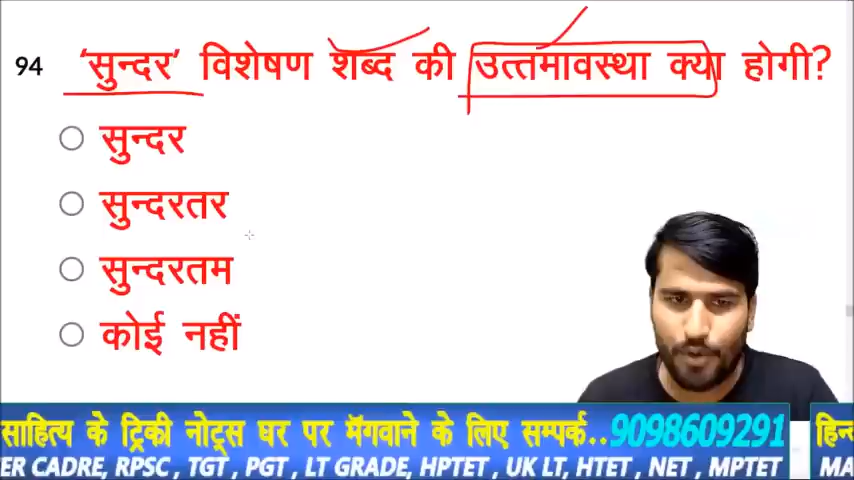 94 'सुन्दर' विशेषण शब्द की उत्तमावस्था क्या होगी?
सुन्दर
सुन्दरतर
सुन्दरतम
कोई नहीं
साहित्य के ट्रिकी नोट्स घर पर मॅगवाने के लिए सम्पर्क..9098609291 हिन्द
ER CADRE, RPSC , TGT , PGT , LT GRADE, HPTET , UK LT, HTET , NET , MPTET MA